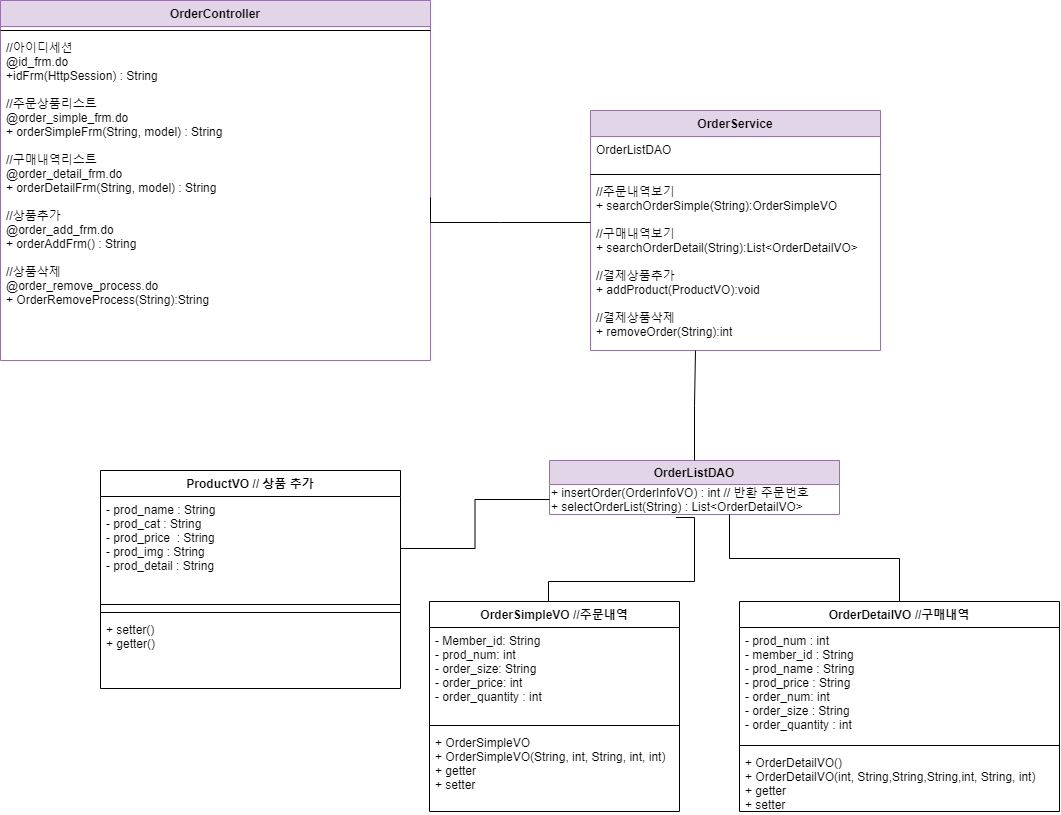 OrderController
//아이디세션
@id_frm.do
+idFrm(HttpSession) : String
//주문상품리스트
@order_simple_frm.do
+ orderSimpleFrm(String, model) : String
//구매내역리스트
@order_detail_frm.do
+ orderDetailFrm(String, model) : String
//상품추가
@order_add_frm.do
+ orderAddFrm() : String
//상품삭제
@order_remove_process.do
+ OrderRemoveProcess(String):String
OrderService
OrderListDAO
//주문내역보기
+ searchOrderSimple(String):OrderSimpleVO
//구매내역보기
+ searchOrderDetail(String):List<OrderDetailVO>
//결제상품추가
+ addProduct(ProductVO):void
//결제상품삭제
+ removeOrder(String):int
OrderListDAO
+ insertOrder(OrderInfoVO) : int // 반환 주문번호
+ selectOrderList(String) : List<OrderDetailVO>
ProductVO // 상품 추가
- prod_name : String
- prod_cat : String
- prod_price  : String
- prod_img : String
- prod_detail : String
+ setter()
+ getter()
OrderSimpleVO //주문내역
- Member_id: String
- prod_num: int
- order_size: String
- order_price: int
- order_quantity : int
+ OrderSimpleVO
+ OrderSimpleVO(String, int, String, int, int)
+ getter
+ setter
OrderDetailVO //구매내역
- prod_num : int
- member_id : String
- prod_name : String
- prod_price : String
- order_num: int
- order_size : String
- order_quantity : int
+ OrderDetailVO()
+ OrderDetailVO(int, String,String,String,int, String, int)
+ getter
+ setter